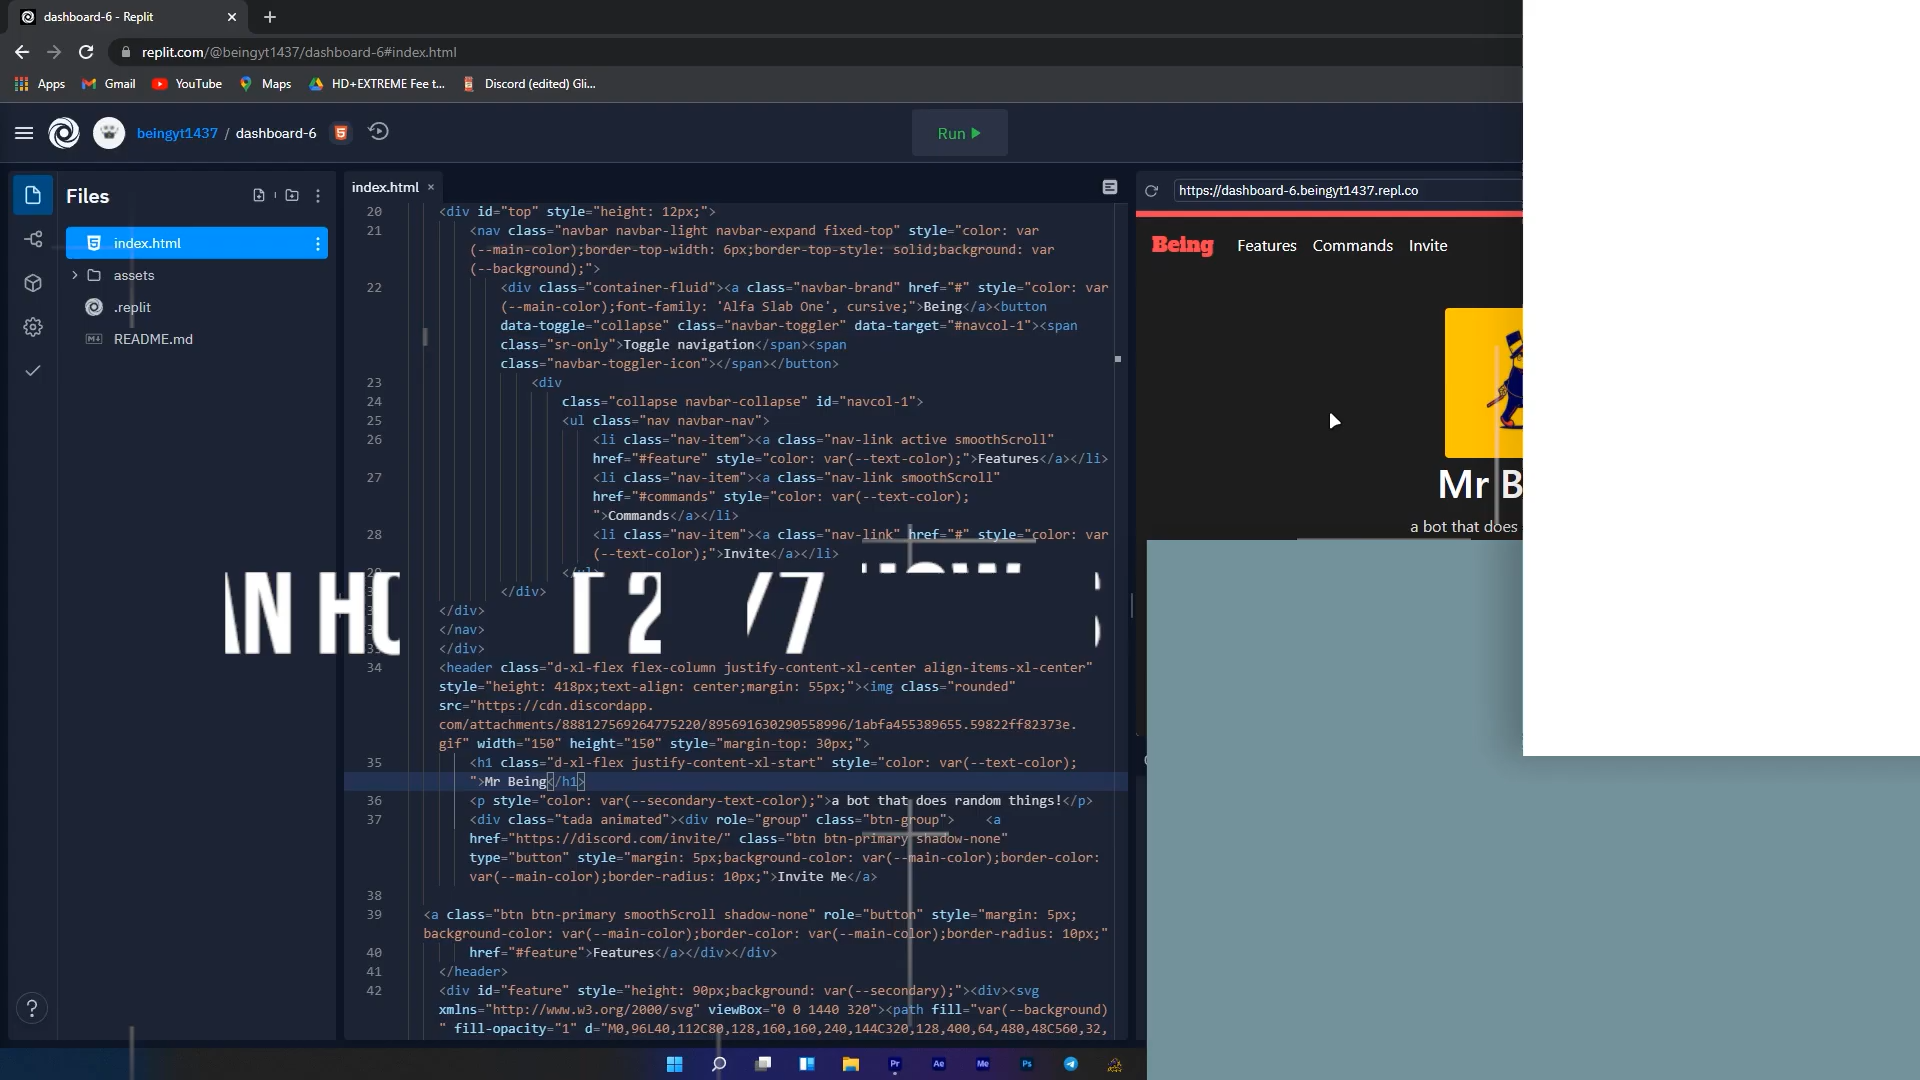 dashboard-6 - Replit
replit.com/@beingyt1437/dashboard-6#index.html
Apps Gmail YouTube Maps HD+EXTREME Fee t... Discord (edited) Gli...
beingyt1437 / dashboard-6
Run
Files
index.html
assets
.replit
README.md
index.html
20 <div id="top" style="height: 12px;">
21 <nav class="navbar navbar-light navbar-expand fixed-top" style="color: var
(--main-color);border-top-width: 6px;border-top-style: solid;background: var
(--background);">
22 <div class="container-fluid"><a class="navbar-brand" href="#" style="color: var
(--main-color);font-family: 'Alfa Slab One', cursive;">Being</a><button
data-toggle="collapse" class="navbar-toggler" data-target="#navcol-1"><span
class="sr-only">Toggle navigation</span><span
class="navbar-toggler-icon"></span></button>
23 <div
24 class="collapse navbar-collapse" id="navcol-1">
25 <ul class="nav navbar-nav">
26 <li class="nav-item"><a class="nav-link active smoothScroll"
href="#feature" style="color: var(--text-color);">Features</a></li>
27 <li class="nav-item"><a class="nav-link smoothScroll"
href="#commands" style="color: var(--text-color);
">Commands</a></li>
28 <li class="nav-item"><a class="nav-link" href="#" style="color: var
(--text-color);">Invite</a></li>
</div>
</div>
</nav>
</div>
34 <header class="d-xl-flex flex-column justify-content-xl-center align-items-xl-center"
style="height: 418px;text-align: center;margin: 55px;"><img class="rounded"
src="https://cdn.discordapp.
com/attachments/888127569264775220/895691630290558996/1abfa455389655.59822ff82373e.
gif" width="150" height="150" style="margin-top: 30px;">
35 <h1 class="d-xl-flex justify-content-xl-start" style="color: var(--text-color);
">Mr Being</h1>
36 <p style="color: var(--secondary-text-color);">a bot that does random things!</p>
37 <div class="tada animated"><div role="group" class="btn-group"> <a
href="https://discord.com/invite/" class="btn btn-primary shadow-none"
type="button" style="margin: 5px;background-color: var(--main-color);border-color:
var(--main-color);border-radius: 10px;">Invite Me</a>
38
39 <a class="btn btn-primary smoothScroll shadow-none" role="button" style="margin: 5px;
background-color: var(--main-color);border-color: var(--main-color);border-radius: 10px;"
40 href="#feature">Features</a></div></div>
41 </header>
42 <div id="feature" style="height: 90px;background: var(--secondary);"><div><svg
xmlns="http://www.w3.org/2000/svg" viewBox="0 0 1440 320"><path fill="var(--background)
" fill-opacity="1" d="M0,96L40,112C80,128,160,160,240,144C320,128,400,64,480,48C560,32,
https://dashboard-6.beingyt1437.repl.co
Being Features Commands Invite
Mr B
a bot that does
Pr Ae Me Ps